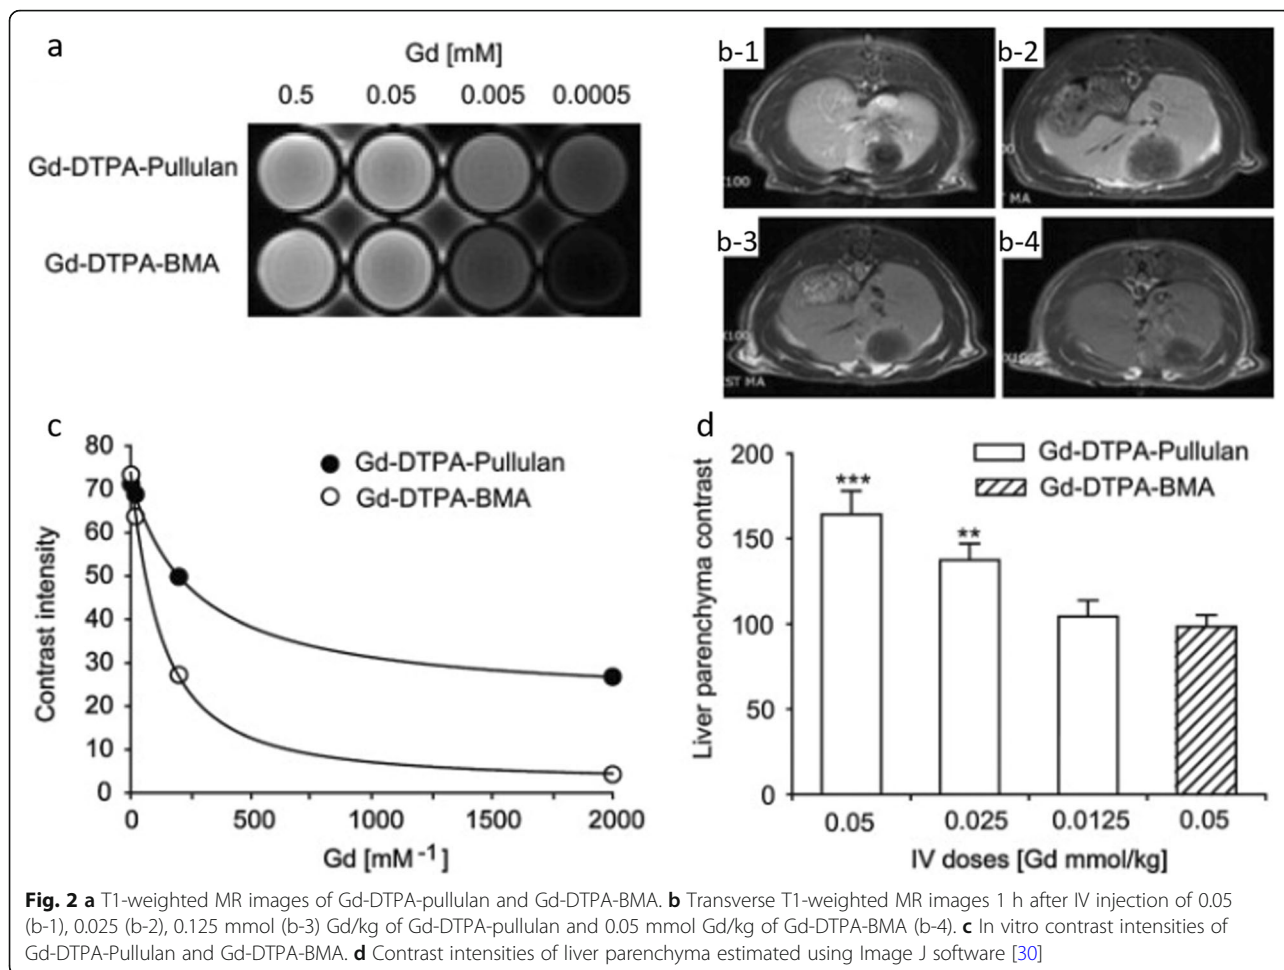 a
Gd [mM]
0.5 0.05 0.005 0.0005
Gd-DTPA-Pullulan
Gd-DTPA-BMA
b-1
X100
b-2
00
T MA
b-3
X100
ST MA
b-4
c
80
70
60
50
40
30
20
10
0
Contrast intensity
Gd-DTPA-Pullulan
Gd-DTPA-BMA
0 500 1000 1500 2000
Gd [mM⁻¹]
d
200
150
100
50
0
Liver parenchyma contrast
Gd-DTPA-Pullulan
Gd-DTPA-BMA
***
**
0.05 0.025 0.0125 0.05
IV doses [Gd mmol/kg]
Fig. 2 a T1-weighted MR images of Gd-DTPA-pullulan and Gd-DTPA-BMA. b Transverse T1-weighted MR images 1 h after IV injection of 0.05
(b-1), 0.025 (b-2), 0.125 mmol (b-3) Gd/kg of Gd-DTPA-pullulan and 0.05 mmol Gd/kg of Gd-DTPA-BMA (b-4). c In vitro contrast intensities of
Gd-DTPA-Pullulan and Gd-DTPA-BMA. d Contrast intensities of liver parenchyma estimated using Image J software [30]